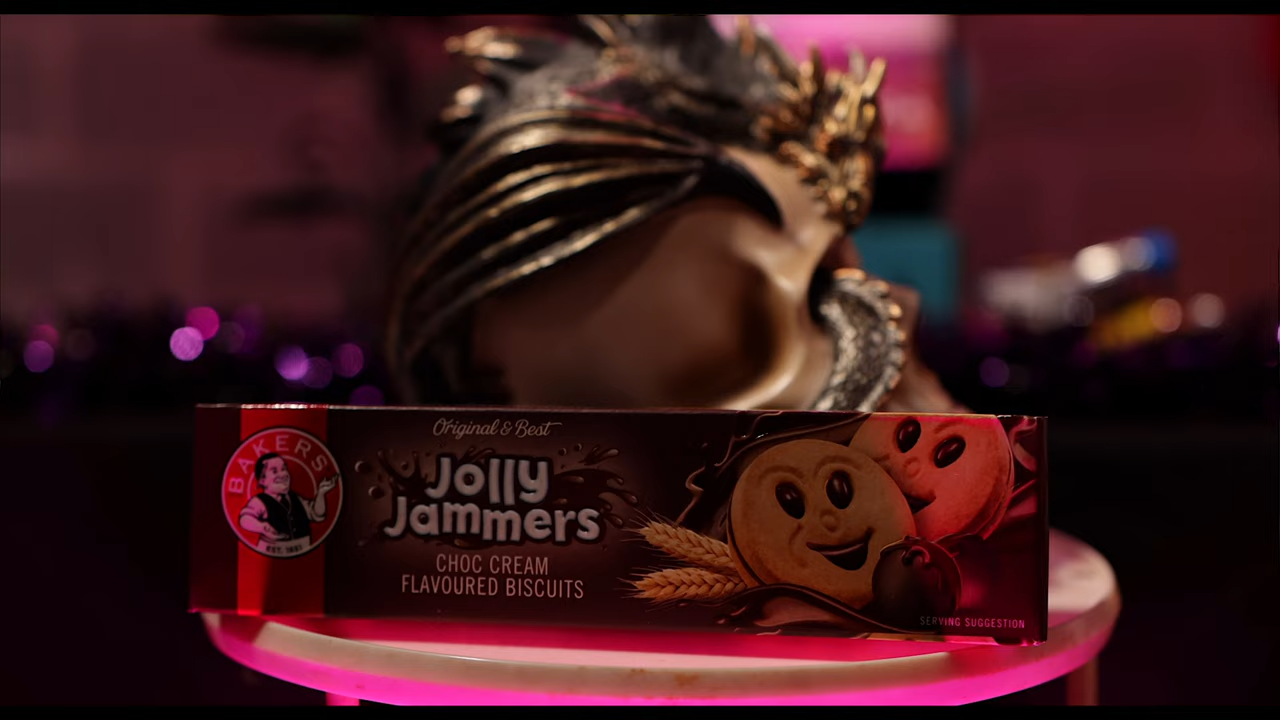 Original & Best
BAKERS
EST. 1851
Jolly
Jammers
CHOC CREAM
FLAVOURED BISCUITS
SERVING SUGGESTION